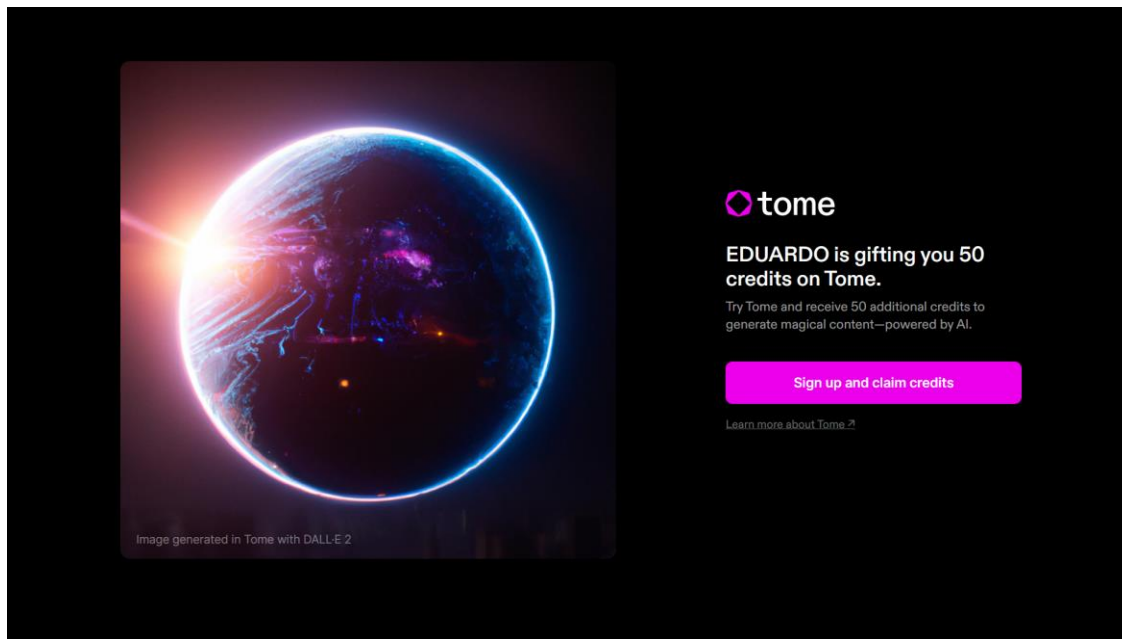 tome
EDUARDO is gifting you 50
credits on Tome.
Try Tome and receive 50 additional credits to
generate magical content—powered by AI.
Sign up and claim credits
Learn more about Tome ↗
Image generated in Tome with DALL·E 2